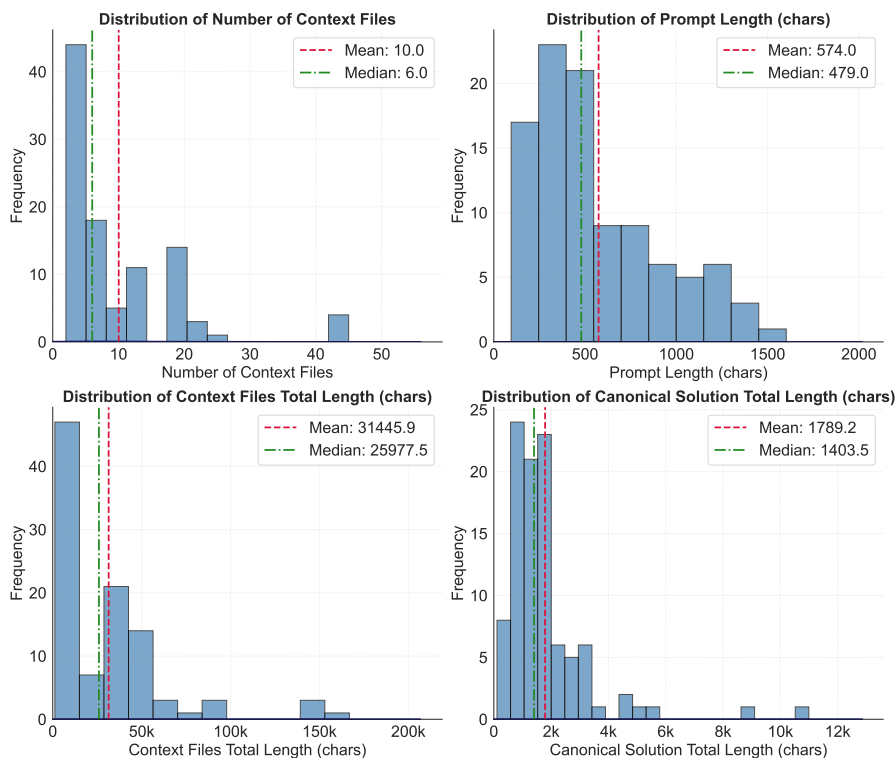 Distribution of Number of Context Files
Mean: 10.0
Median: 6.0
Frequency
40
30
20
10
0
0 10 20 30 40 50
Number of Context Files
Distribution of Prompt Length (chars)
Mean: 574.0
Median: 479.0
Frequency
20
15
10
5
0
0 500 1000 1500 2000
Prompt Length (chars)
Distribution of Context Files Total Length (chars)
Mean: 31445.9
Median: 25977.5
Frequency
40
30
20
10
0
0 50k 100k 150k 200k
Context Files Total Length (chars)
Distribution of Canonical Solution Total Length (chars)
Mean: 1789.2
Median: 1403.5
Frequency
25
20
15
10
5
0
0 2k 4k 6k 8k 10k 12k
Canonical Solution Total Length (chars)